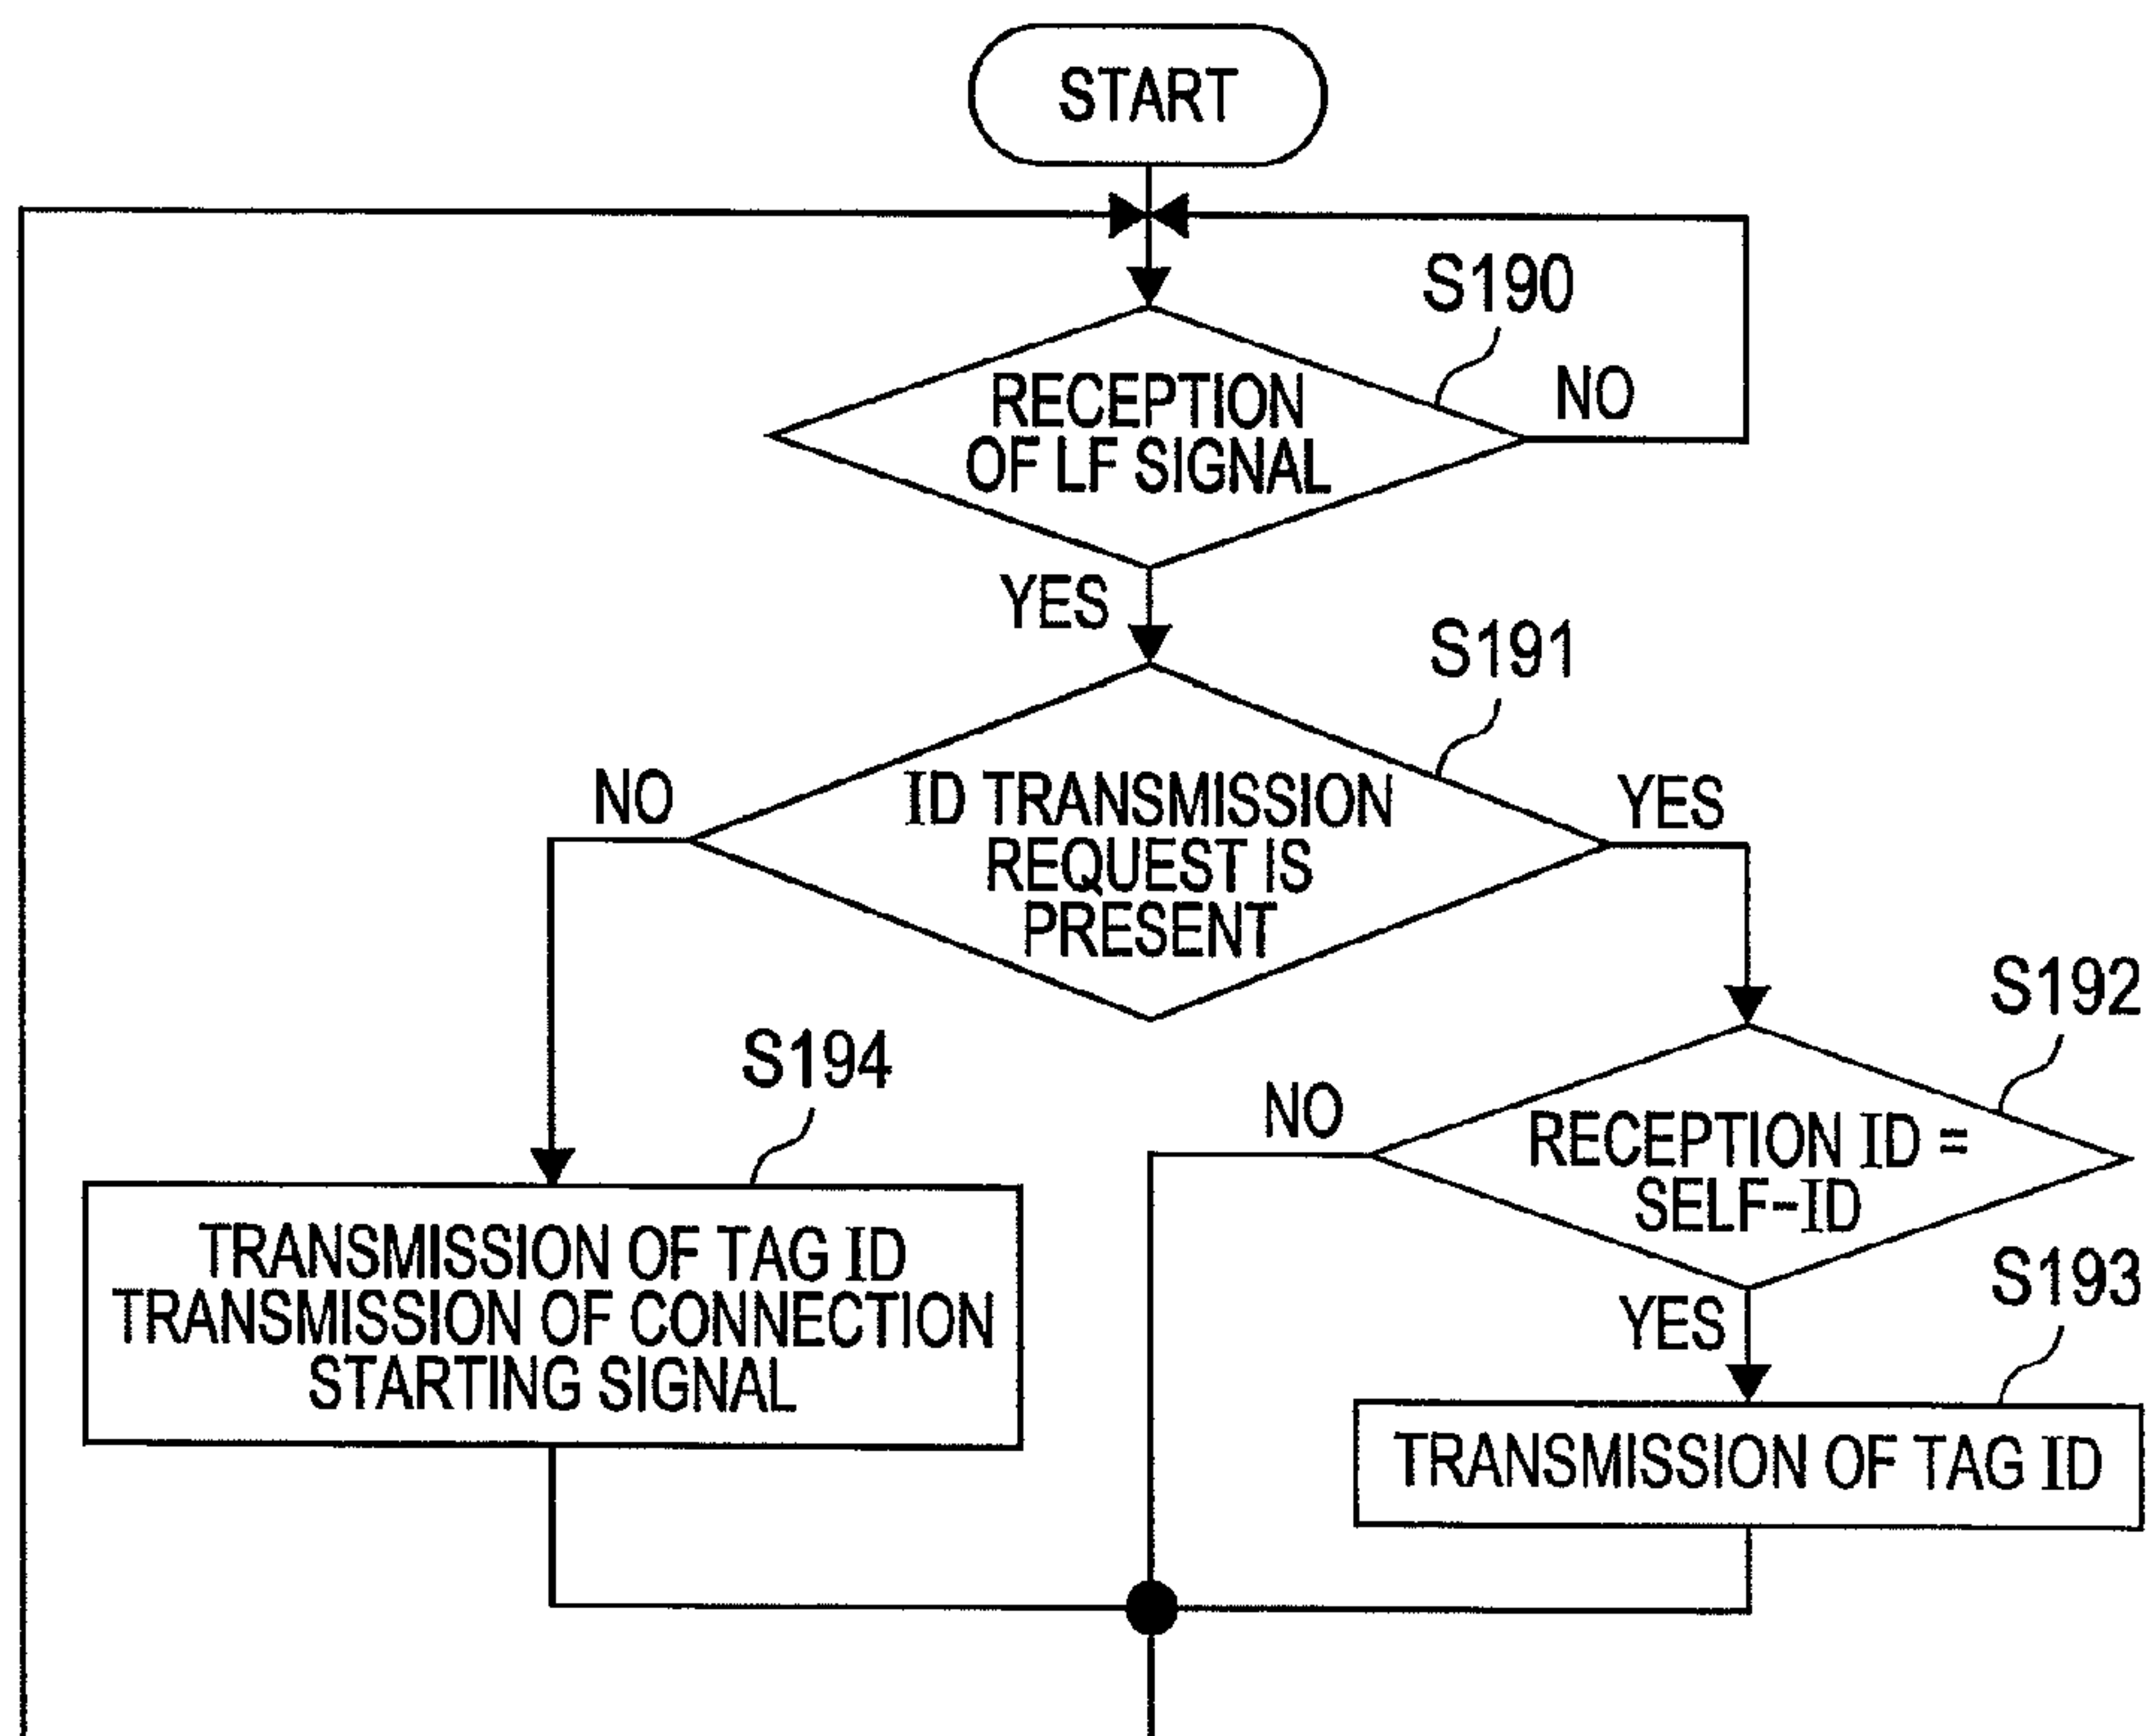 START
S190
RECEPTION
OF LF SIGNAL
NO
YES
S191
ID TRANSMISSION
REQUEST IS
PRESENT
NO
YES
S192
RECEPTION ID =
SELF-ID
NO
YES
S194
TRANSMISSION OF TAG ID
TRANSMISSION OF CONNECTION
STARTING SIGNAL
S193
TRANSMISSION OF TAG ID